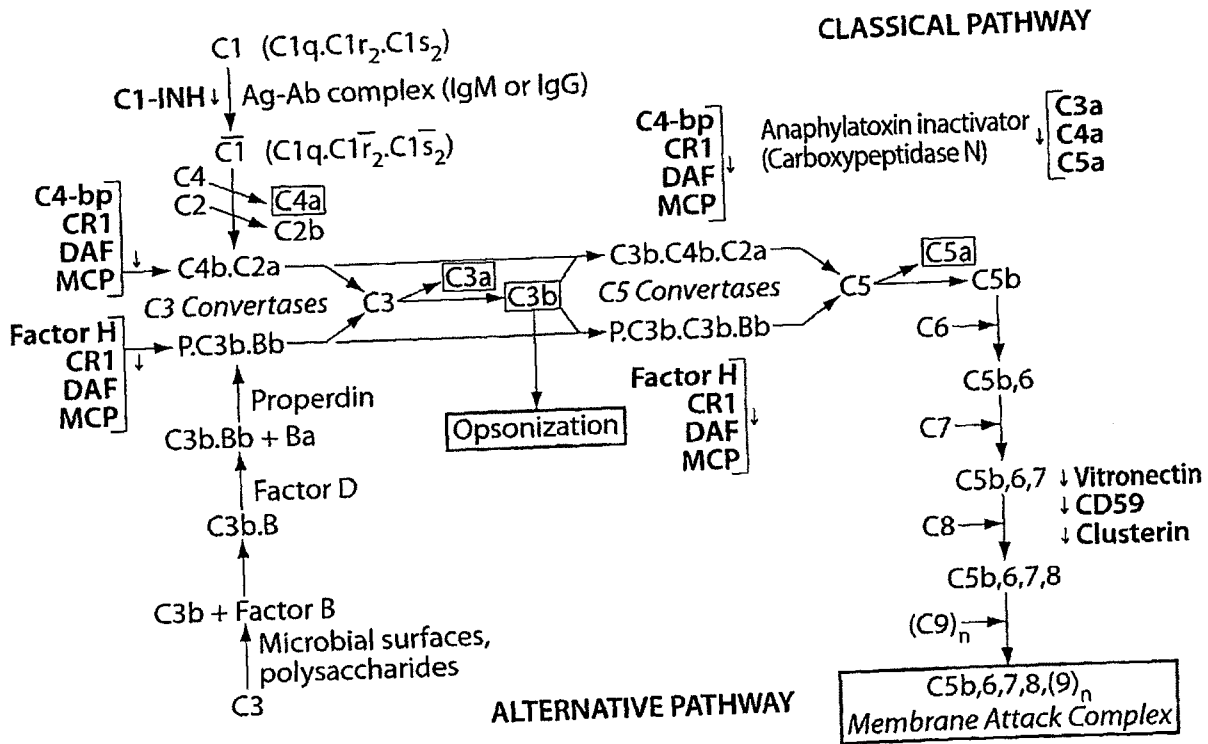 CLASSICAL PATHWAY
C1 (C1q.C1r₂.C1s₂)
C1-INH↓ Ag-Ab complex (IgM or IgG)
C̅1̅ (C1q.C1r̅₂.C1s̅₂)
C4
C2
C4a
C2b
C4-bp
CR1
DAF ↓
MCP
C4b.C2a
C3 Convertases
Factor H
CR1 ↓
DAF
MCP
P.C3b.Bb
Properdin
C3b.Bb + Ba
Factor D
C3b.B
C3b + Factor B
Microbial surfaces,
polysaccharides
C3
C3
C3a
C3b
Opsonization
C4-bp
CR1 ↓
DAF
MCP
Anaphylatoxin inactivator ↓
(Carboxypeptidase N)
C3a
C4a
C5a
C3b.C4b.C2a
C5 Convertases
P.C3b.C3b.Bb
Factor H
CR1 ↓
DAF
MCP
C5
C5a
C5b
C6
C5b,6
C7
C5b,6,7 ↓ Vitronectin
↓ CD59
↓ Clusterin
C8
C5b,6,7,8
(C9)ₙ
C5b,6,7,8,(9)ₙ
Membrane Attack Complex
ALTERNATIVE PATHWAY